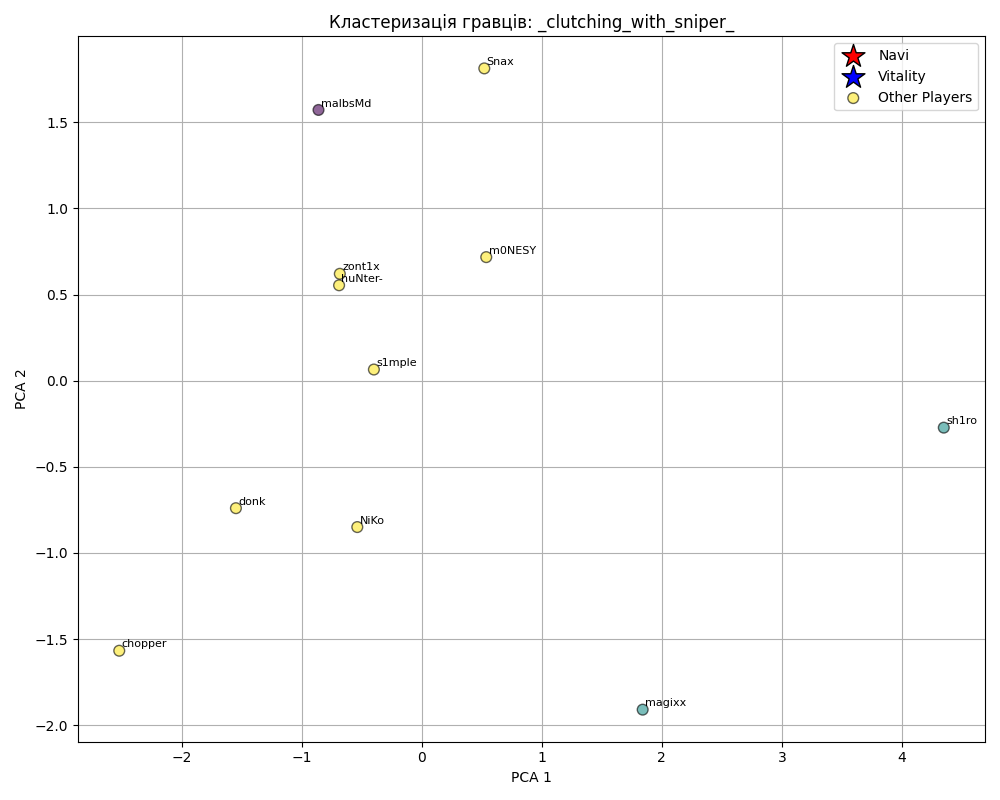 Кластеризація гравців: _clutching_with_sniper_
Navi
Vitality
Other Players
Snax
malbsMd
m0NESY
zont1x
huNter-
s1mple
sh1ro
donk
NiKo
chopper
magixx
1.5
1.0
0.5
0.0
−0.5
−1.0
−1.5
−2.0
PCA 2
−2
−1
0
1
2
3
4
PCA 1